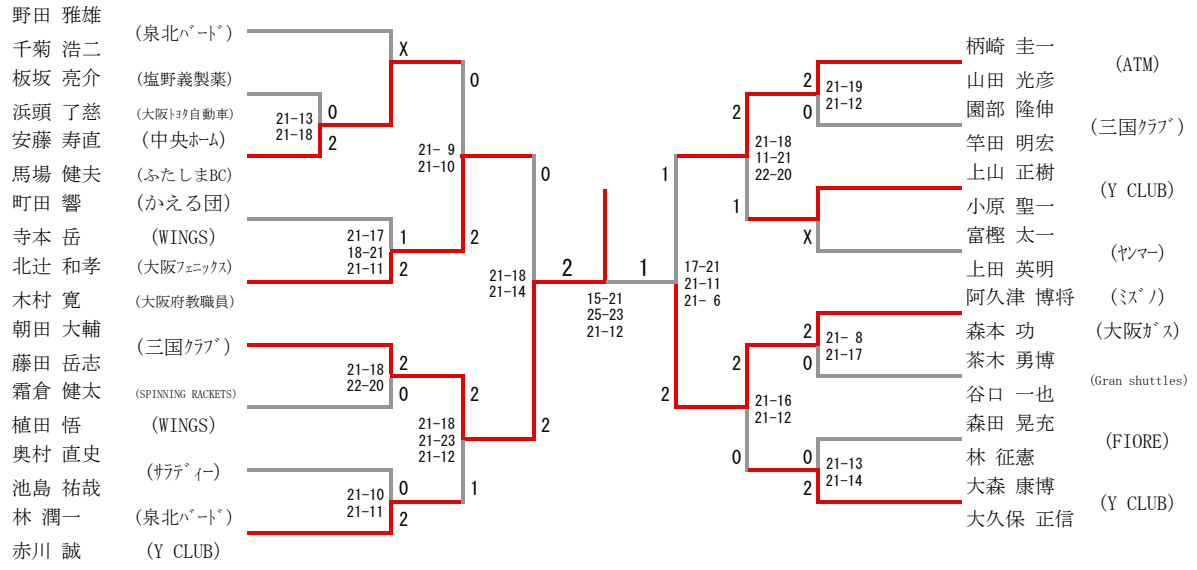 野田 雅雄
千菊 浩二 (泉北ﾊﾞｰﾄﾞ)
板坂 亮介 (塩野義製薬)
浜頭 了慈 (大阪ﾄﾖﾀ自動車)
安藤 寿直 (中央ﾎｰﾑ)
馬場 健夫 (ふたしまBC)
町田 響 (かえる団)
寺本 岳 (WINGS)
北辻 和孝 (大阪フェニックス)
木村 寛 (大阪府教職員)
朝田 大輔
藤田 岳志 (三国ｸﾗﾌﾞ)
霜倉 健太 (SPINNING RACKETS)
植田 悟 (WINGS)
奥村 直史
池島 祐哉 (ｻﾗﾃﾞｨｰ)
林 潤一 (泉北ﾊﾞｰﾄﾞ)
赤川 誠 (Y CLUB)
X
0
21-13
21-18
0
2
0
21- 9
21-10
2
21-17
18-21
21-11
1
2
0
21-18
21-14
2
21-18
22-20
2
0
2
21-18
21-23
21-12
1
21-10
21-11
0
2
2
1
15-21
25-23
21-12
1
17-21
21-11
21- 6
2
2
21-18
11-21
22-20
1
2
21-19
21-12
0
X
2
21-16
21-12
0
2
21- 8
21-17
0
0
21-13
21-14
2
柄崎 圭一
山田 光彦 (ATM)
園部 隆伸
竿田 明宏 (三国ｸﾗﾌﾞ)
上山 正樹
小原 聖一 (Y CLUB)
富樫 太一
上田 英明 (ﾔﾝﾏｰ)
阿久津 博将 (ﾐｽﾞﾉ)
森本 功 (大阪ｶﾞｽ)
茶木 勇博
谷口 一也 (Gran shuttles)
森田 晃充
林 征憲 (FIORE)
大森 康博
大久保 正信 (Y CLUB)